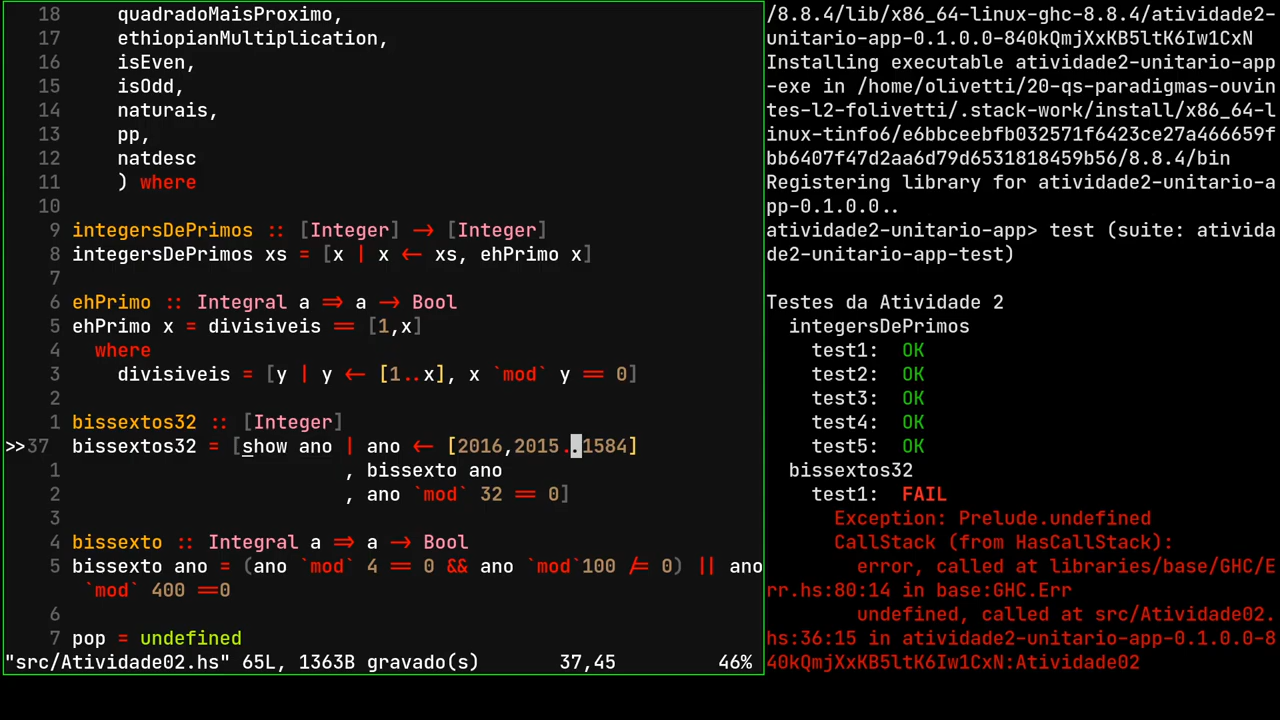 18     quadradoMaisProximo,
17     ethiopianMultiplication,
16     isEven,
15     isOdd,
14     naturais,
13     pp,
12     natdesc
11     ) where
10
9 integersDePrimos :: [Integer] → [Integer]
8 integersDePrimos xs = [x | x ← xs, ehPrimo x]
7
6 ehPrimo :: Integral a ⇒ a → Bool
5 ehPrimo x = divisiveis == [1,x]
4   where
3     divisiveis = [y | y ← [1..x], x `mod` y == 0]
2
1 bissextos32 :: [Integer]
>>37 bissextos32 = [show ano | ano ← [2016,2015..1584]
1                         , bissexto ano
2                         , ano `mod` 32 == 0]
3
4 bissexto :: Integral a ⇒ a → Bool
5 bissexto ano = (ano `mod` 4 == 0 && ano `mod`100 /= 0) || ano
`mod` 400 ==0
6
7 pop = undefined
"src/Atividade02.hs" 65L, 1363B gravado(s)       37,45         46%
/8.8.4/lib/x86_64-linux-ghc-8.8.4/atividade2-
unitario-app-0.1.0.0-840kQmjXxKB5ltK6Iw1CxN
Installing executable atividade2-unitario-app
-exe in /home/olivetti/20-qs-paradigmas-ouvin
tes-l2-folivetti/.stack-work/install/x86_64-l
inux-tinfo6/e6bbceebfb032571f6423ce27a466659f
bb6407f47d2aa6d79d6531818459b56/8.8.4/bin
Registering library for atividade2-unitario-a
pp-0.1.0.0..
atividade2-unitario-app> test (suite: ativida
de2-unitario-app-test)

Testes da Atividade 2
  integersDePrimos
    test1:  OK
    test2:  OK
    test3:  OK
    test4:  OK
    test5:  OK
  bissextos32
    test1:  FAIL
      Exception: Prelude.undefined
      CallStack (from HasCallStack):
        error, called at libraries/base/GHC/E
rr.hs:80:14 in base:GHC.Err
        undefined, called at src/Atividade02.
hs:36:15 in atividade2-unitario-app-0.1.0.0-8
40kQmjXxKB5ltK6Iw1CxN:Atividade02